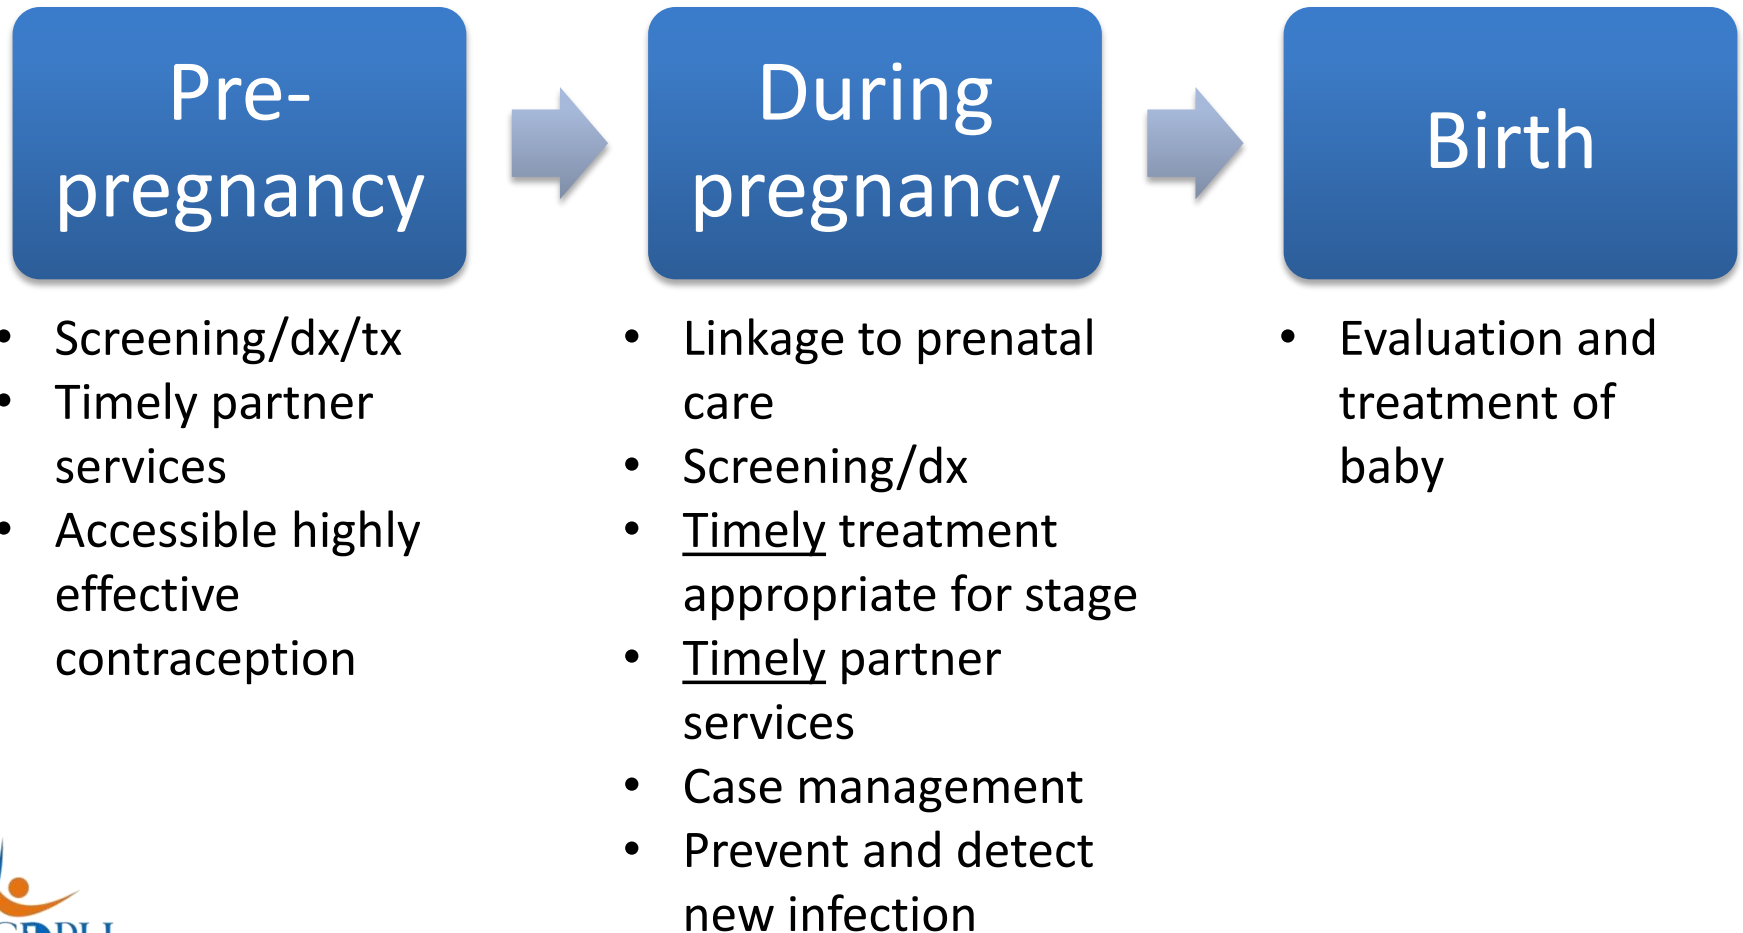 Pre-
pregnancy
During
pregnancy
Birth
• Screening/dx/tx
• Timely partner
services
• Accessible highly
effective
contraception
• Linkage to prenatal
care
• Screening/dx
• Timely treatment
appropriate for stage
• Timely partner
services
• Case management
• Prevent and detect
new infection
• Evaluation and
treatment of
baby